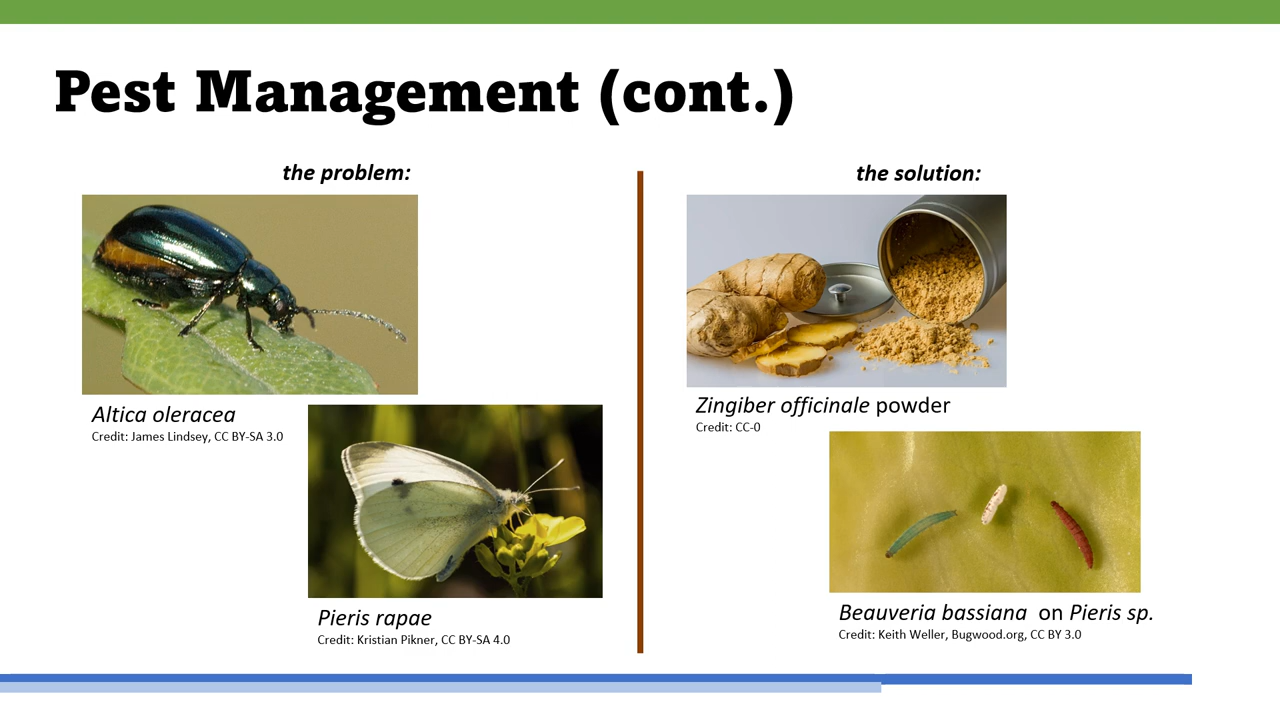 Pest Management (cont.)
the problem:
Altica oleracea
Credit: James Lindsey, CC BY-SA 3.0
Pieris rapae
Credit: Kristian Pikner, CC BY-SA 4.0
the solution:
Zingiber officinale powder
Credit: CC-0
Beauveria bassiana on Pieris sp.
Credit: Keith Weller, Bugwood.org, CC BY 3.0